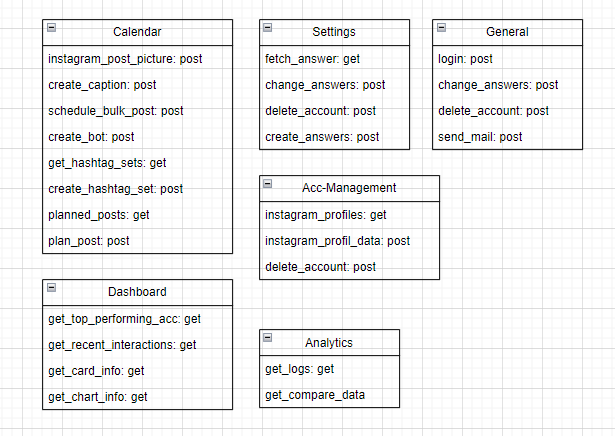 Calendar
instagram_post_picture: post
create_caption: post
schedule_bulk_post: post
create_bot: post
get_hashtag_sets: get
create_hashtag_set: post
planned_posts: get
plan_post: post
Settings
fetch_answer: get
change_answers: post
delete_account: post
create_answers: post
General
login: post
change_answers: post
delete_account: post
send_mail: post
Acc-Management
instagram_profiles: get
instagram_profil_data: post
delete_account: post
Dashboard
get_top_performing_acc: get
get_recent_interactions: get
get_card_info: get
get_chart_info: get
Analytics
get_logs: get
get_compare_data